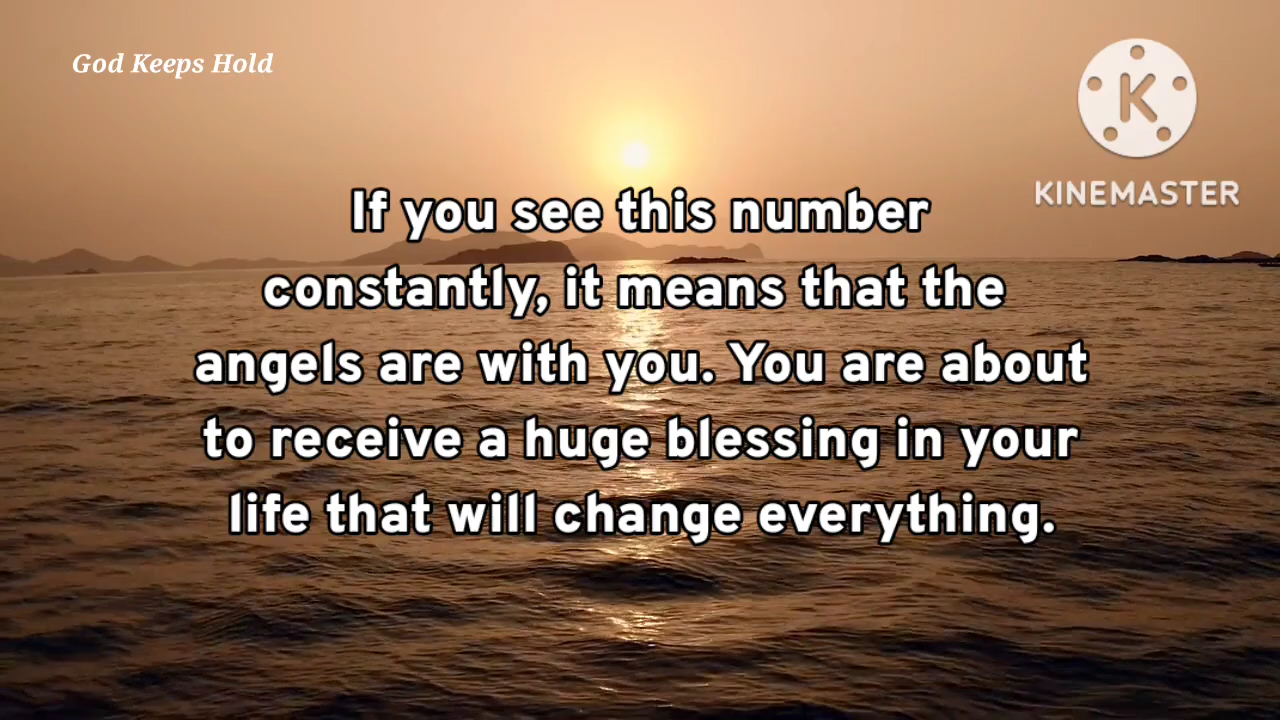 God Keeps Hold
K
KINEMASTER
If you see this number
constantly, it means that the
angels are with you. You are about
to receive a huge blessing in your
life that will change everything.